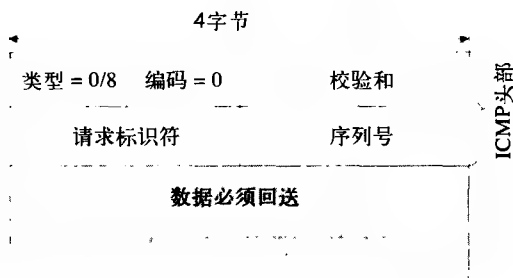 4字节
类型 = 0/8 编码 = 0 校验和
请求标识符 序列号
数据必须回送
ICMP头部